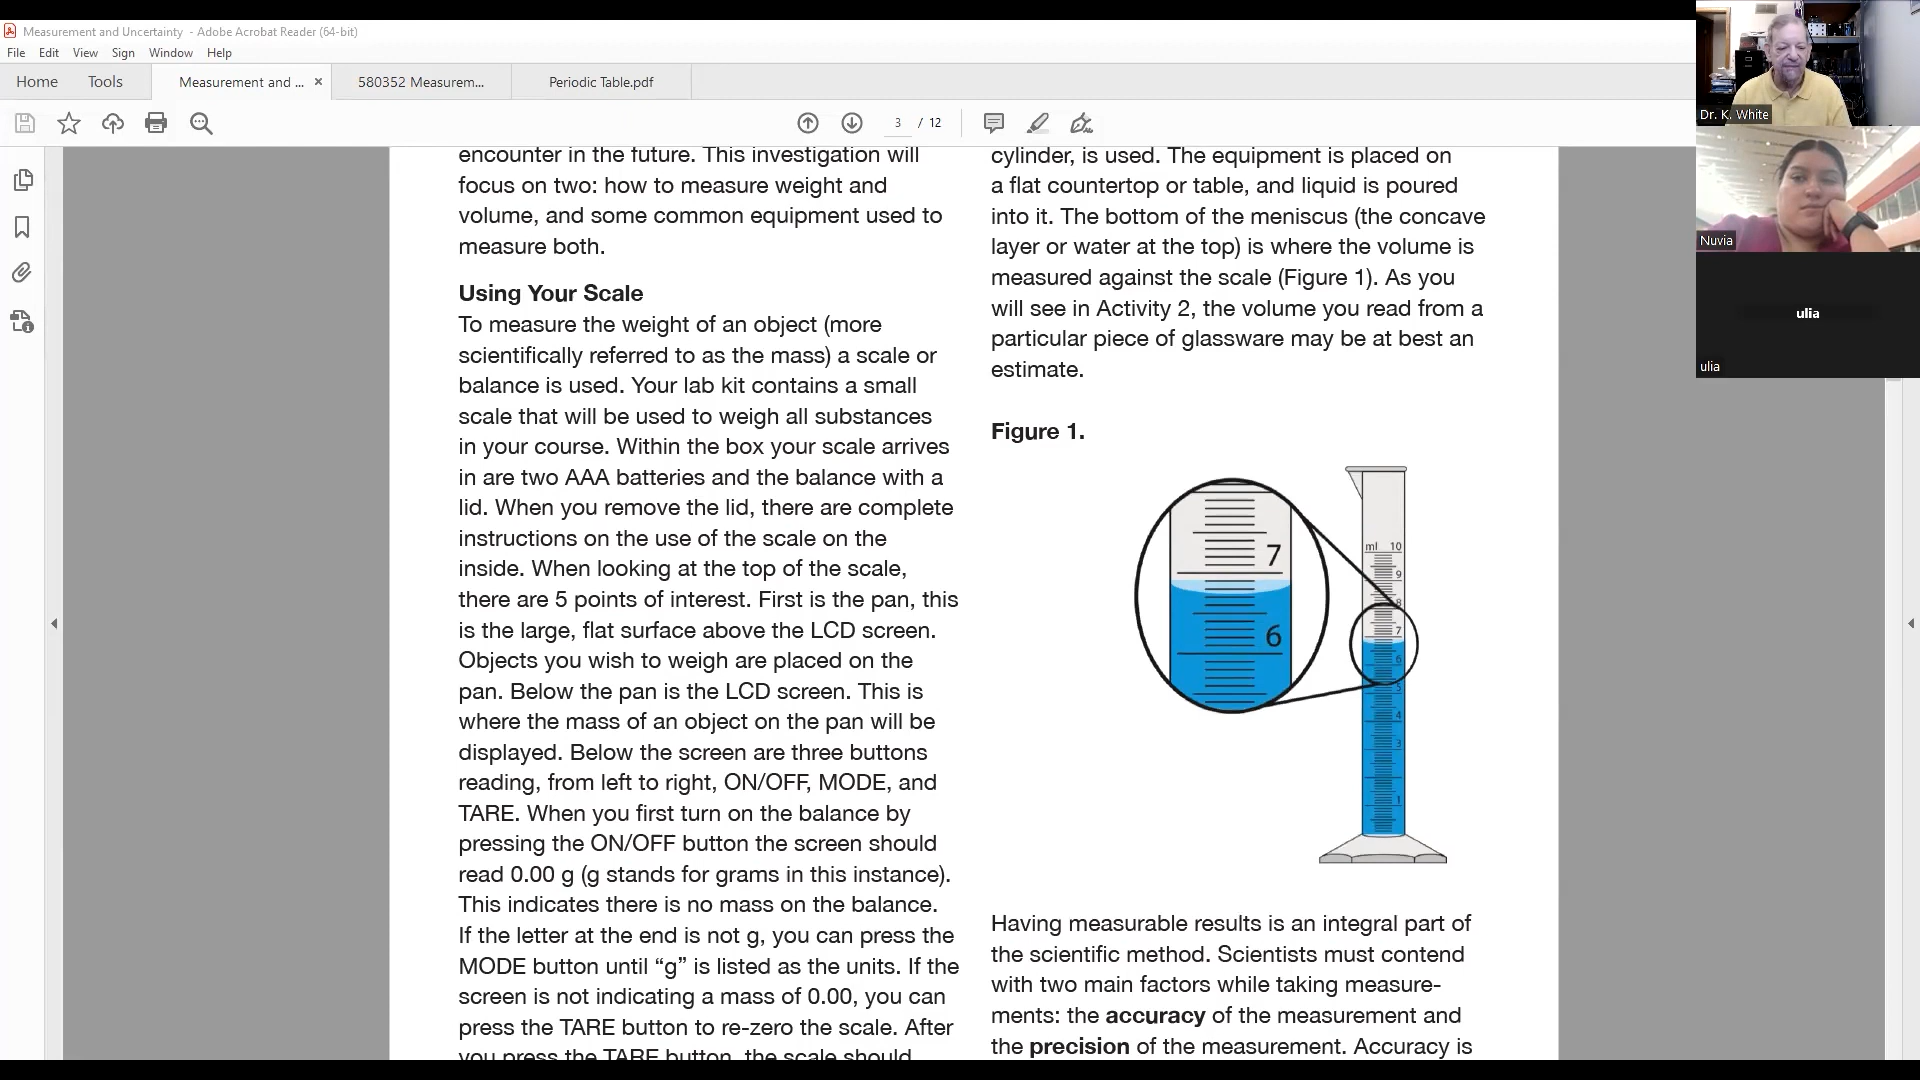 Measurement and Uncertainty - Adobe Acrobat Reader (64-bit)
File Edit View Sign Window Help
Home Tools Measurement and ... × 580352 Measurem... Periodic Table.pdf
3 / 12
encounter in the future. This investigation will
focus on two: how to measure weight and
volume, and some common equipment used to
measure both.
Using Your Scale
To measure the weight of an object (more
scientifically referred to as the mass) a scale or
balance is used. Your lab kit contains a small
scale that will be used to weigh all substances
in your course. Within the box your scale arrives
in are two AAA batteries and the balance with a
lid. When you remove the lid, there are complete
instructions on the use of the scale on the
inside. When looking at the top of the scale,
there are 5 points of interest. First is the pan, this
is the large, flat surface above the LCD screen.
Objects you wish to weigh are placed on the
pan. Below the pan is the LCD screen. This is
where the mass of an object on the pan will be
displayed. Below the screen are three buttons
reading, from left to right, ON/OFF, MODE, and
TARE. When you first turn on the balance by
pressing the ON/OFF button the screen should
read 0.00 g (g stands for grams in this instance).
This indicates there is no mass on the balance.
If the letter at the end is not g, you can press the
MODE button until “g” is listed as the units. If the
screen is not indicating a mass of 0.00, you can
press the TARE button to re-zero the scale. After
you press the TARE button, the scale should
cylinder, is used. The equipment is placed on
a flat countertop or table, and liquid is poured
into it. The bottom of the meniscus (the concave
layer or water at the top) is where the volume is
measured against the scale (Figure 1). As you
will see in Activity 2, the volume you read from a
particular piece of glassware may be at best an
estimate.
Figure 1.
7
6
ml 10
9
8
7
6
5
4
3
1
Having measurable results is an integral part of
the scientific method. Scientists must contend
with two main factors while taking measure-
ments: the accuracy of the measurement and
the precision of the measurement. Accuracy is
Dr. K. White
Nuvia
ulia
ulia